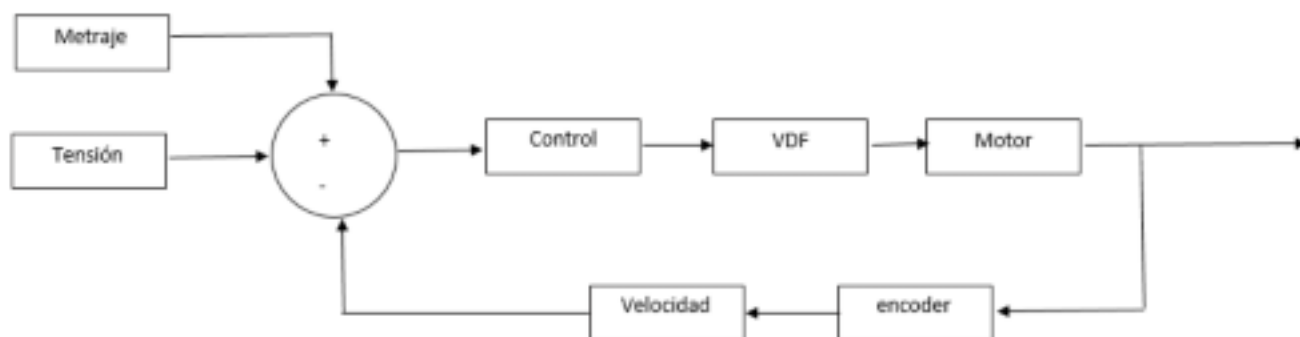 Metraje
Tensión
+
-
Control
VDF
Motor
Velocidad
encoder